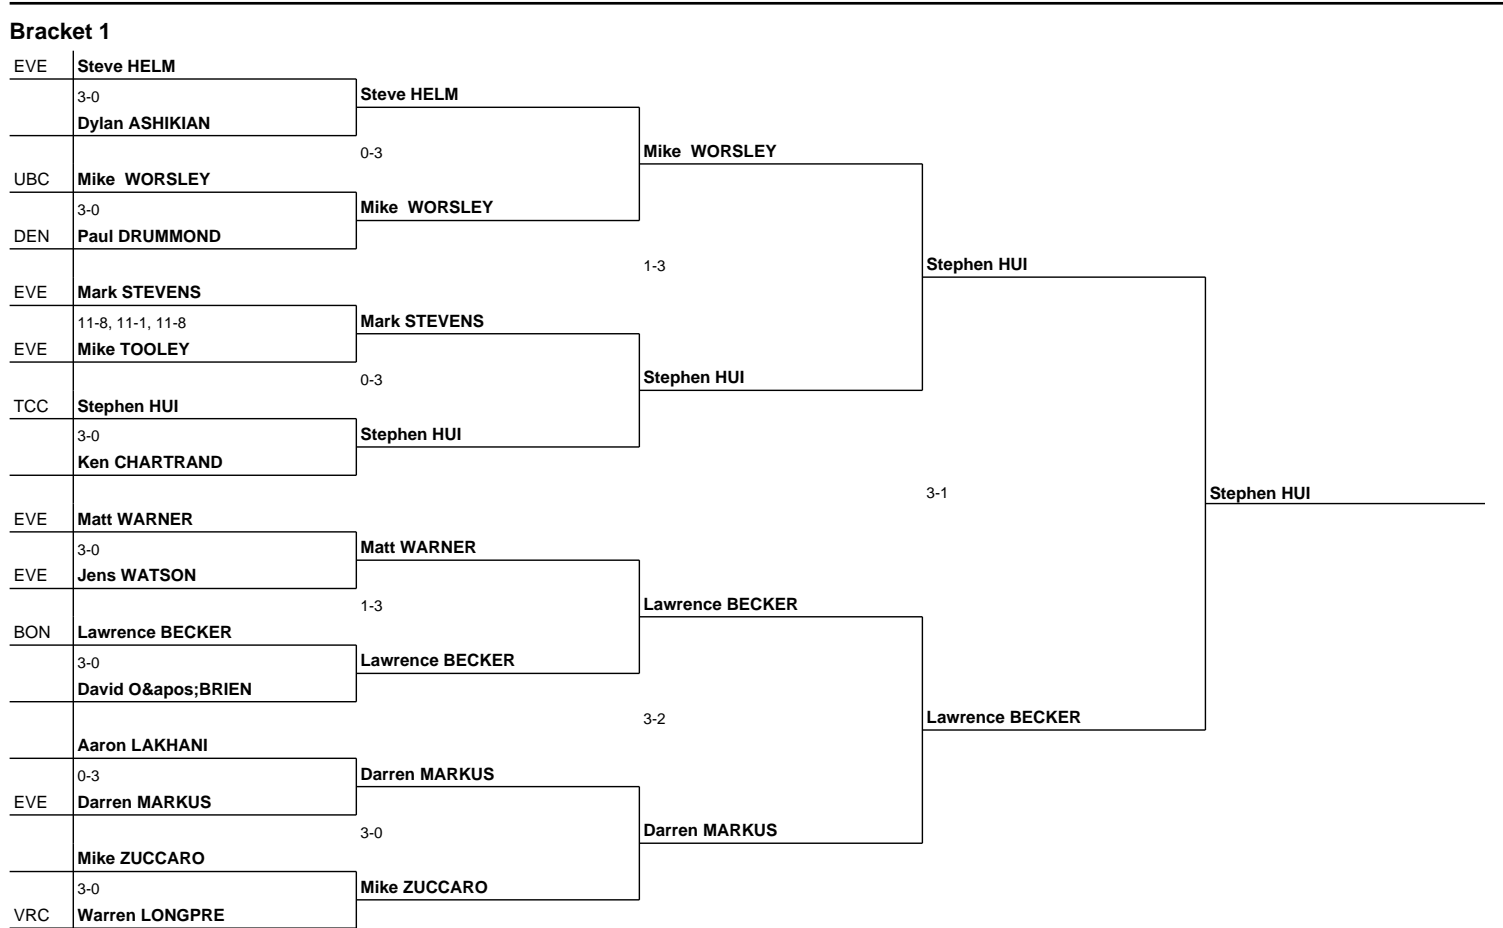 Bracket 1
EVE Steve HELM
3-0 Steve HELM
Dylan ASHIKIAN
0-3 Mike  WORSLEY
UBC Mike  WORSLEY
3-0 Mike  WORSLEY
DEN Paul DRUMMOND
1-3 Stephen HUI
EVE Mark STEVENS
11-8, 11-1, 11-8 Mark STEVENS
EVE Mike TOOLEY
0-3 Stephen HUI
TCC Stephen HUI
3-0 Stephen HUI
Ken CHARTRAND
3-1 Stephen HUI
EVE Matt WARNER
3-0 Matt WARNER
EVE Jens WATSON
1-3 Lawrence BECKER
BON Lawrence BECKER
3-0 Lawrence BECKER
David O&amp;apos;BRIEN
3-2 Lawrence BECKER
Aaron LAKHANI
0-3 Darren MARKUS
EVE Darren MARKUS
3-0 Darren MARKUS
Mike ZUCCARO
3-0 Mike ZUCCARO
VRC Warren LONGPRE